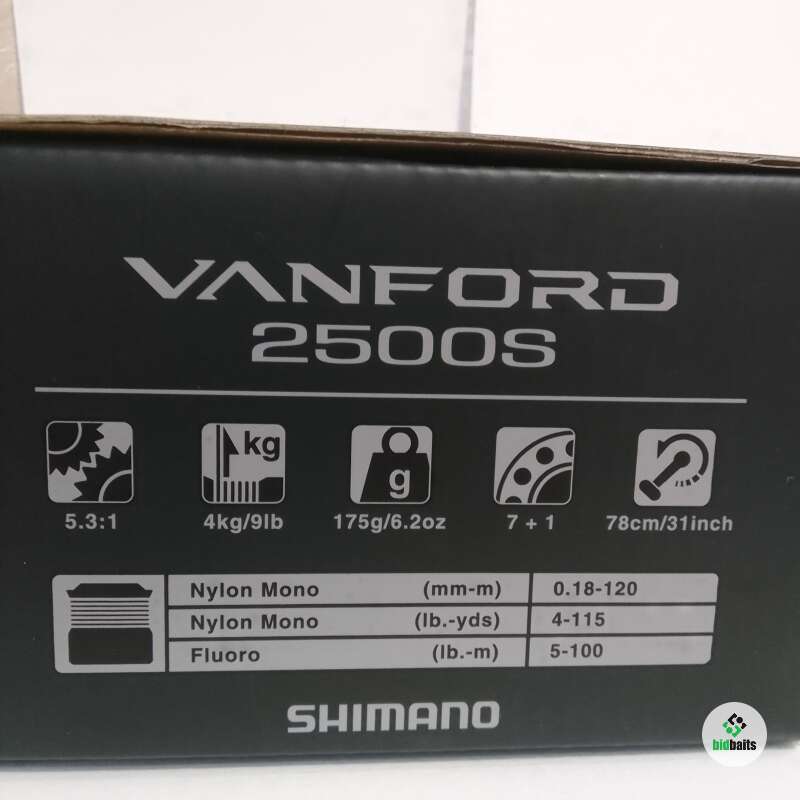 VANFORD
2500S
kg
g
5.3:1 4kg/9lb 175g/6.2oz 7 + 1 78cm/31inch
Nylon Mono (mm-m) 0.18-120
Nylon Mono (lb.-yds) 4-115
Fluoro (lb.-m) 5-100
SHIMANO
bidbaits